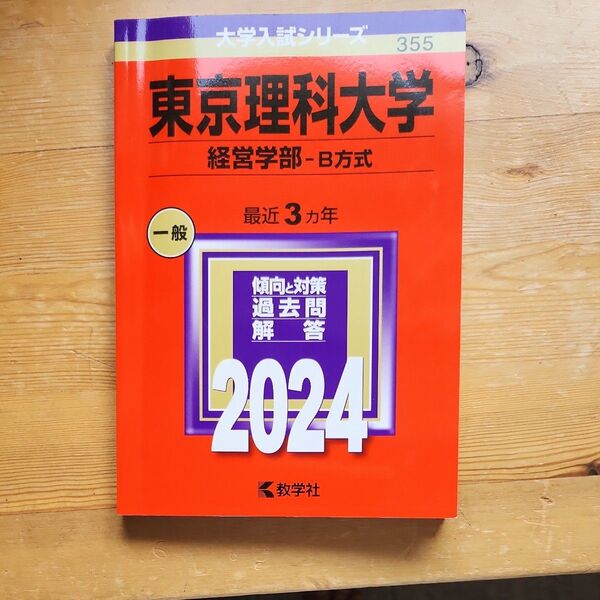 大学入試シリーズ
355
東京理科大学
経営学部-B方式
最近3ヵ年
一般
傾向と対策
過去問
解答
2024
教学社